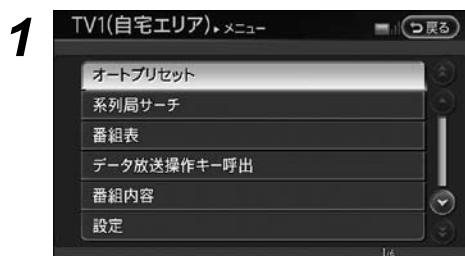 1
TV1(自宅エリア)▸メニュー
戻る
オートプリセット
系列局サーチ
番組表
データ放送操作キー呼出
番組内容
設定
1/6